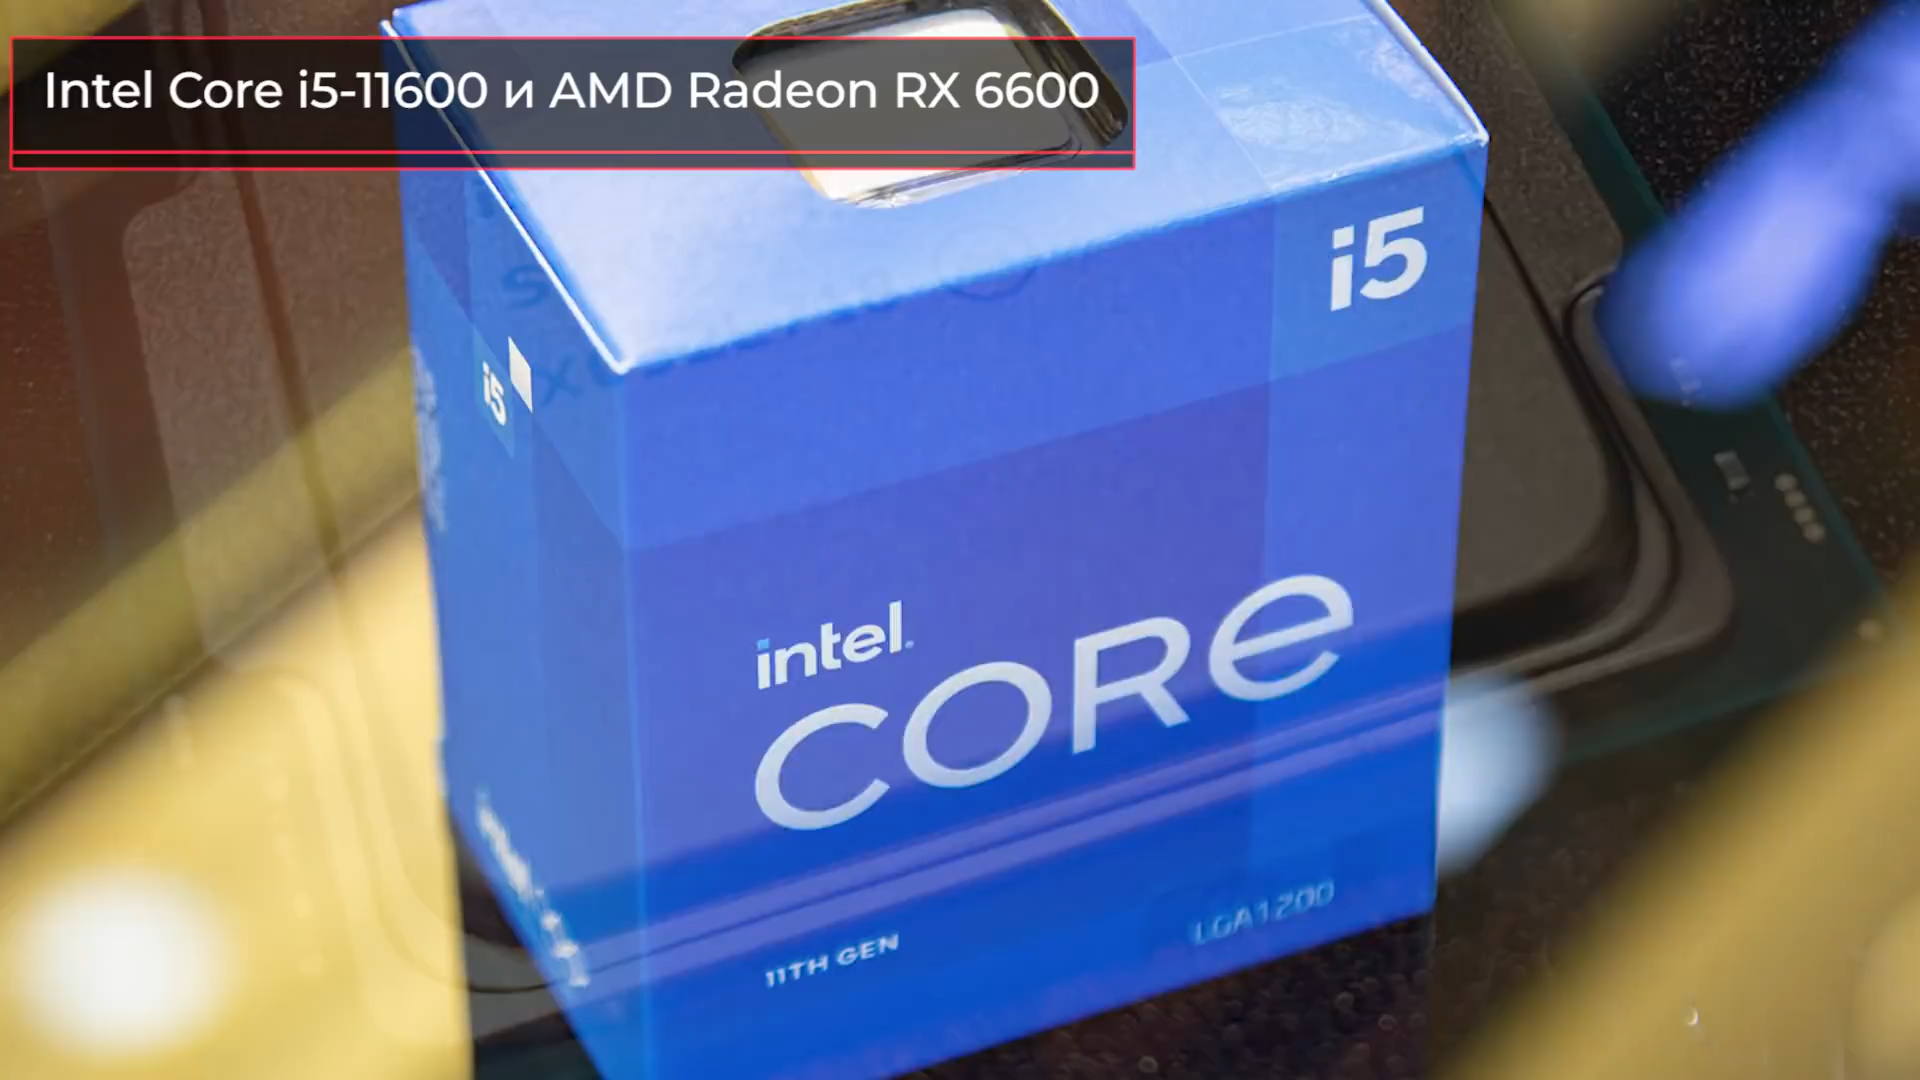 Intel Core i5-11600 и AMD Radeon RX 6600
i5
i5
intel
CORE
11TH GEN
LGA1200